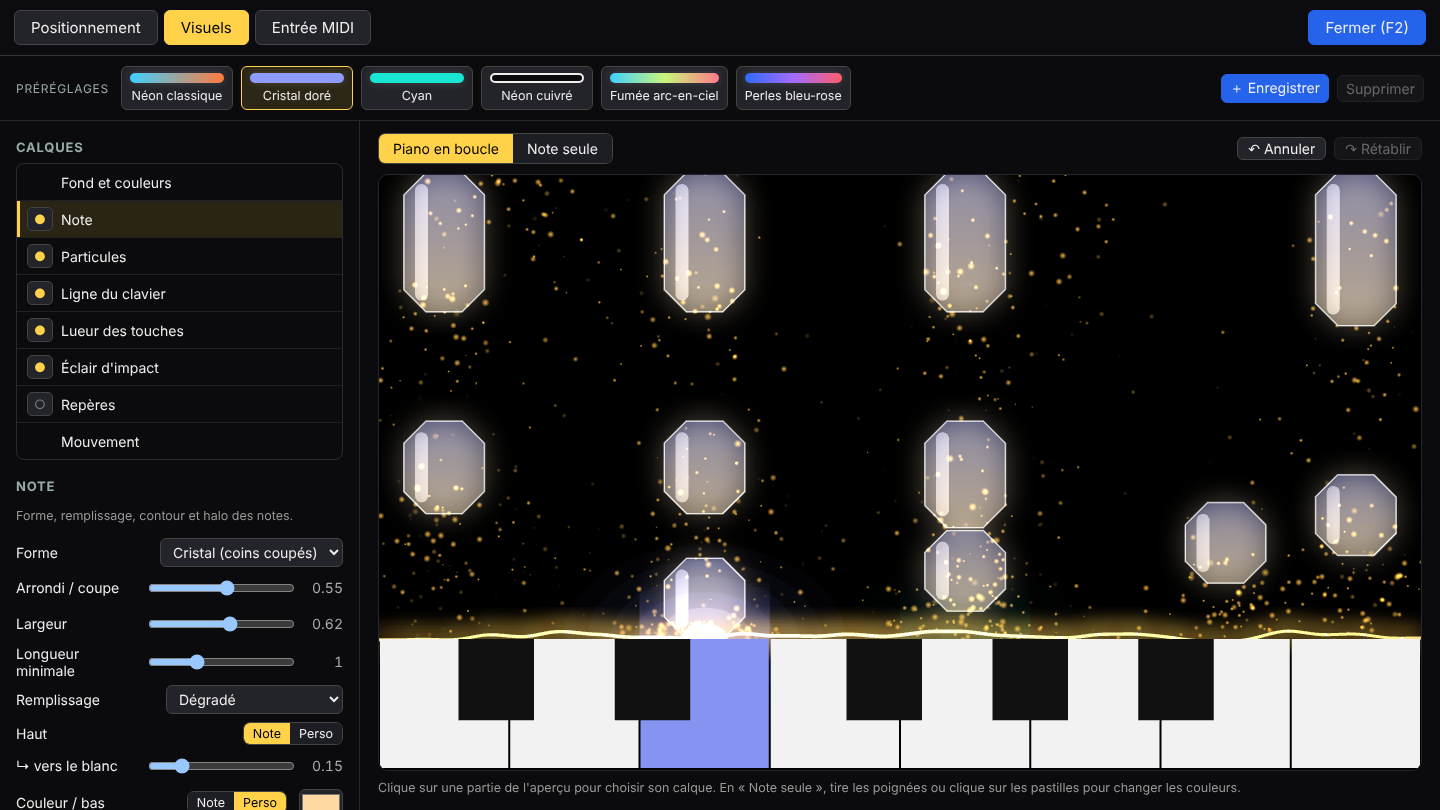 Positionnement Visuels Entrée MIDI Fermer (F2)
PRÉRÉGLAGES Néon classique Cristal doré Cyan Néon cuivré Fumée arc-en-ciel Perles bleu-rose + Enregistrer Supprimer
CALQUES
Fond et couleurs
Note
Particules
Ligne du clavier
Lueur des touches
Éclair d'impact
Repères
Mouvement
NOTE
Forme, remplissage, contour et halo des notes.
Forme Cristal (coins coupés)
Arrondi / coupe 0.55
Largeur 0.62
Longueur
minimale 1
Remplissage Dégradé
Haut Note Perso
↳ vers le blanc 0.15
Couleur / bas Note Perso
Piano en boucle Note seule ↶ Annuler ↷ Rétablir
Clique sur une partie de l'aperçu pour choisir son calque. En « Note seule », tire les poignées ou clique sur les pastilles pour changer les couleurs.